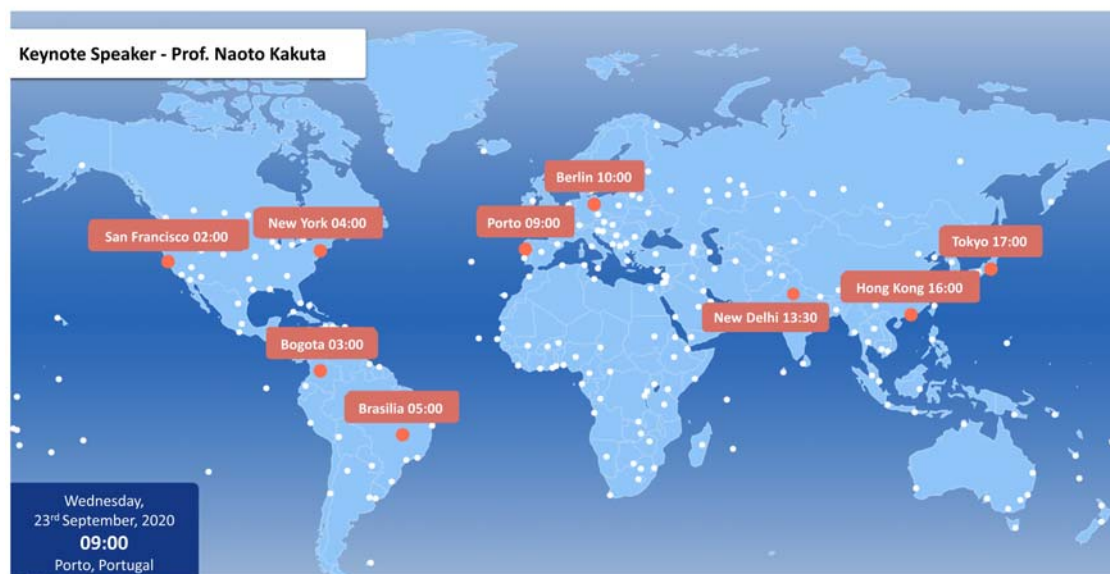 Keynote Speaker - Prof. Naoto Kakuta
Berlin 10:00
New York 04:00
Porto 09:00
San Francisco 02:00
Tokyo 17:00
Hong Kong 16:00
New Delhi 13:30
Bogota 03:00
Brasilia 05:00
Wednesday,
23rd September, 2020
09:00
Porto, Portugal